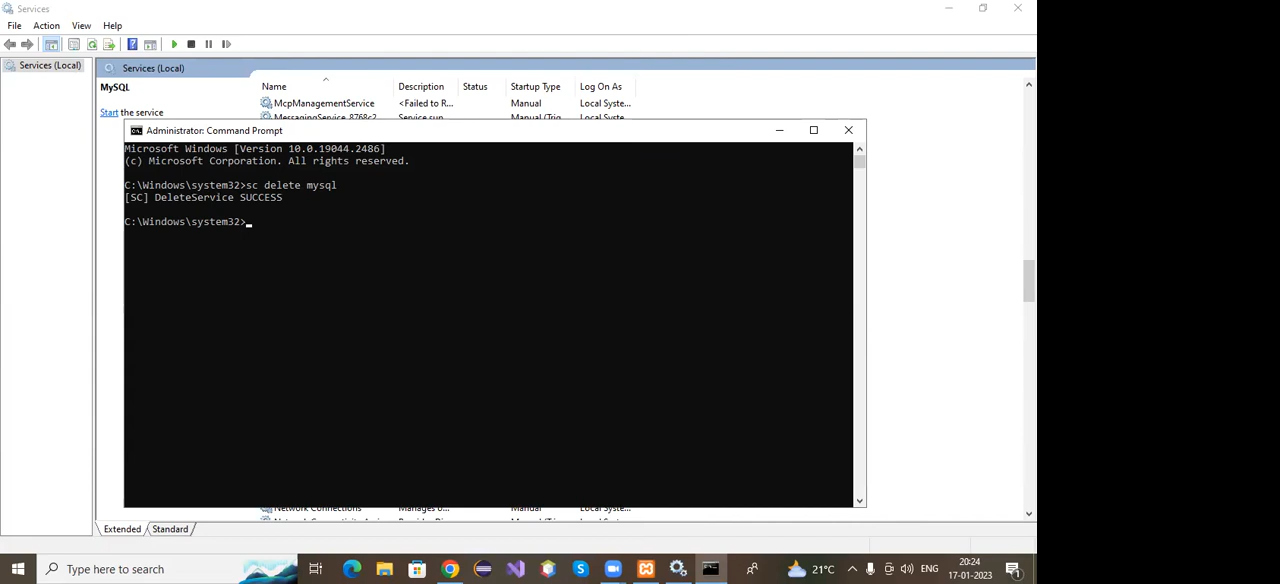 Services
File Action View Help
Services (Local)
Services (Local)
MySQL
Name Description Status Startup Type Log On As
McpManagementService <Failed to R... Manual Local Syste...
Start the service
MessagingService_8768c2 Service sup... Manual (Trig... Local Syste...
Administrator: Command Prompt
Microsoft Windows [Version 10.0.19044.2486]
(c) Microsoft Corporation. All rights reserved.
C:\Windows\system32>sc delete mysql
[SC] DeleteService SUCCESS
C:\Windows\system32>
Network Connections Manages o... Manual Local Syste...
Extended Standard
Type here to search
21°C
ENG
20:24
17-01-2023